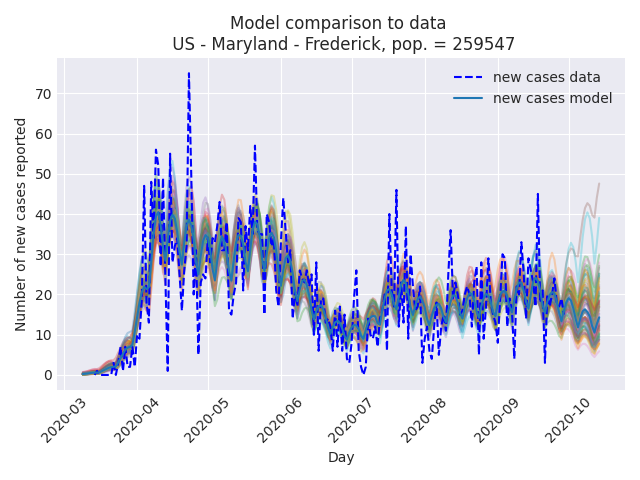 Model comparison to data
US - Maryland - Frederick, pop. = 259547
new cases data
new cases model
Number of new cases reported
70
60
50
40
30
20
10
0
2020-03
2020-04
2020-05
2020-06
2020-07
2020-08
2020-09
2020-10
Day